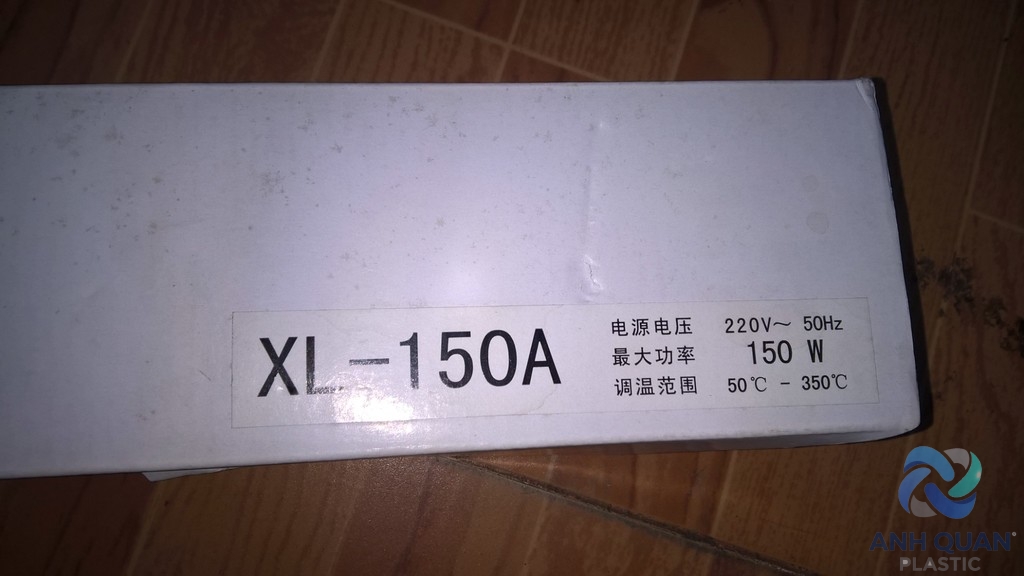 XL-150A
电源电压 220V～ 50Hz
最大功率 150 W
调温范围 50℃ - 350℃
ANH QUAN®
PLASTIC